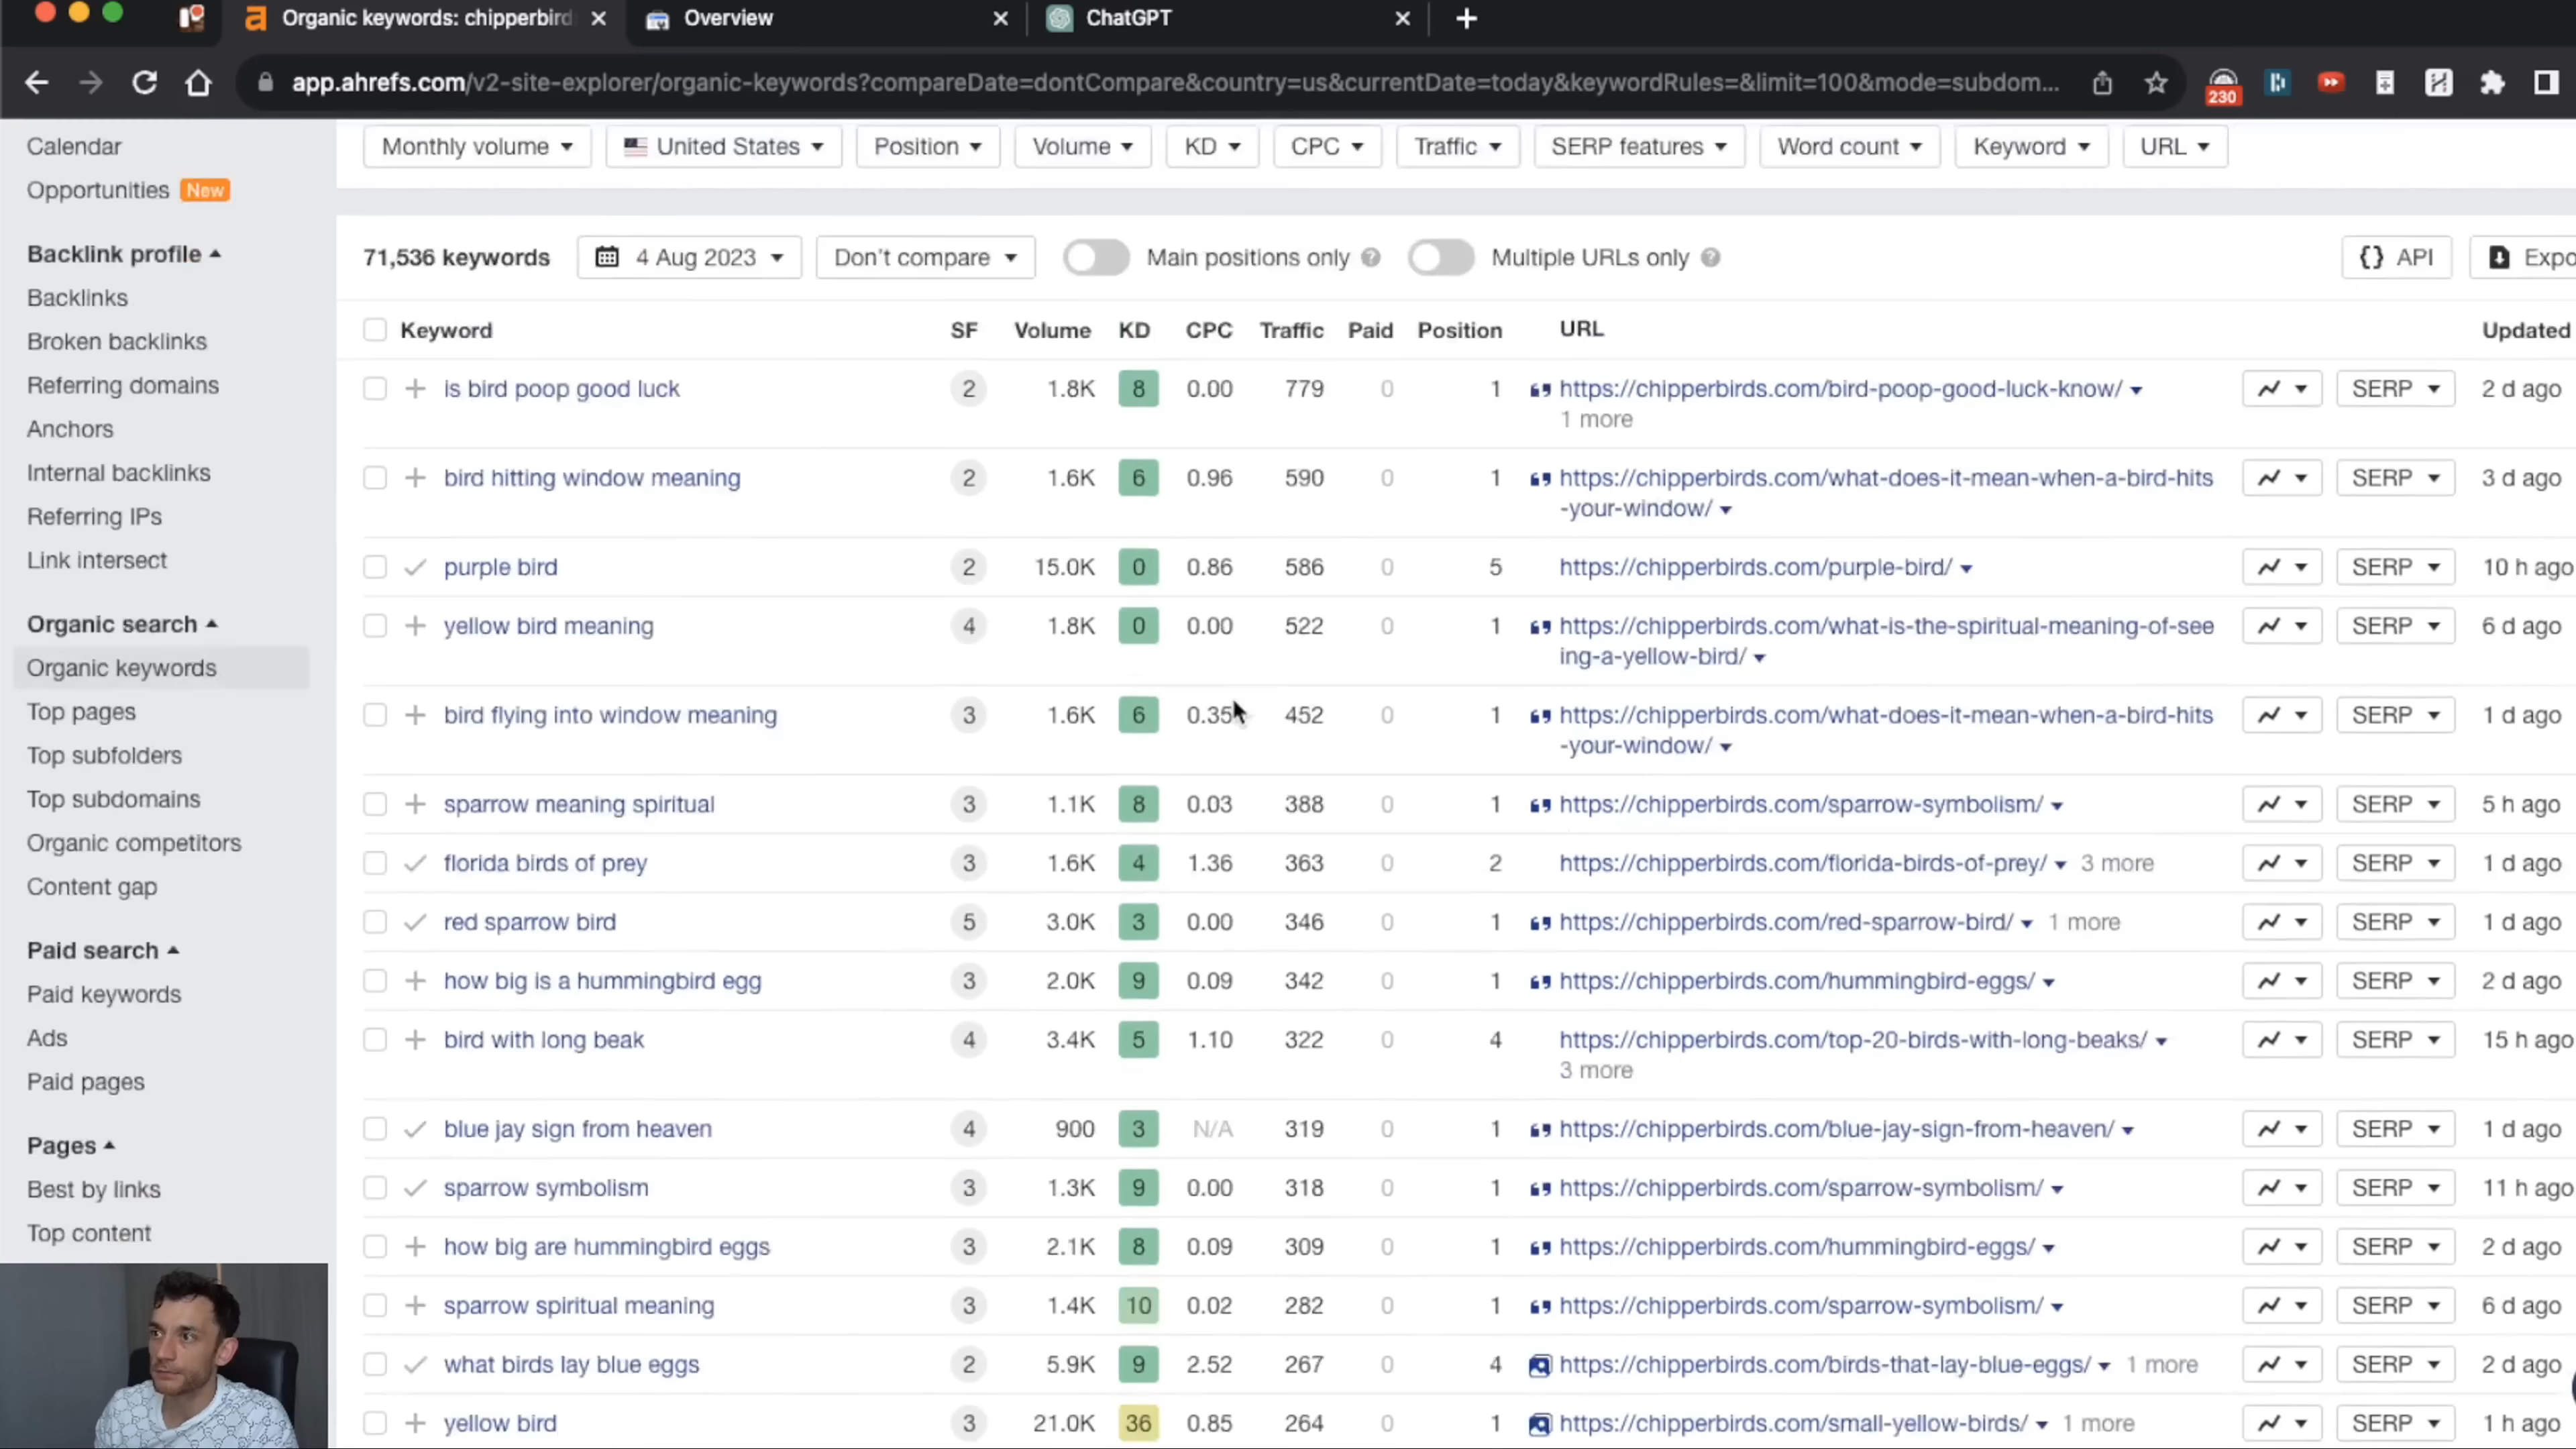 Organic keywords: chipperbird
Overview
ChatGPT
app.ahrefs.com/v2-site-explorer/organic-keywords?compareDate=dontCompare&country=us&currentDate=today&keywordRules=&limit=100&mode=subdom...
230
Calendar
Opportunities New
Backlink profile
Backlinks
Broken backlinks
Referring domains
Anchors
Internal backlinks
Referring IPs
Link intersect
Organic search
Organic keywords
Top pages
Top subfolders
Top subdomains
Organic competitors
Content gap
Paid search
Paid keywords
Ads
Paid pages
Pages
Best by links
Top content
Monthly volume United States Position Volume KD CPC Traffic SERP features Word count Keyword URL
71,536 keywords 4 Aug 2023 Don't compare Main positions only ? Multiple URLs only ? {} API Expo
Keyword SF Volume KD CPC Traffic Paid Position URL Updated
is bird poop good luck 2 1.8K 8 0.00 779 0 1 https://chipperbirds.com/bird-poop-good-luck-know/ SERP 2 d ago
1 more
bird hitting window meaning 2 1.6K 6 0.96 590 0 1 https://chipperbirds.com/what-does-it-mean-when-a-bird-hits SERP 3 d ago
-your-window/
purple bird 2 15.0K 0 0.86 586 0 5 https://chipperbirds.com/purple-bird/ SERP 10 h ago
yellow bird meaning 4 1.8K 0 0.00 522 0 1 https://chipperbirds.com/what-is-the-spiritual-meaning-of-see SERP 6 d ago
ing-a-yellow-bird/
bird flying into window meaning 3 1.6K 6 0.35 452 0 1 https://chipperbirds.com/what-does-it-mean-when-a-bird-hits SERP 1 d ago
-your-window/
sparrow meaning spiritual 3 1.1K 8 0.03 388 0 1 https://chipperbirds.com/sparrow-symbolism/ SERP 5 h ago
florida birds of prey 3 1.6K 4 1.36 363 0 2 https://chipperbirds.com/florida-birds-of-prey/ 3 more SERP 1 d ago
red sparrow bird 5 3.0K 3 0.00 346 0 1 https://chipperbirds.com/red-sparrow-bird/ 1 more SERP 1 d ago
how big is a hummingbird egg 3 2.0K 9 0.09 342 0 1 https://chipperbirds.com/hummingbird-eggs/ SERP 2 d ago
bird with long beak 4 3.4K 5 1.10 322 0 4 https://chipperbirds.com/top-20-birds-with-long-beaks/ SERP 15 h ago
3 more
blue jay sign from heaven 4 900 3 N/A 319 0 1 https://chipperbirds.com/blue-jay-sign-from-heaven/ SERP 1 d ago
sparrow symbolism 3 1.3K 9 0.00 318 0 1 https://chipperbirds.com/sparrow-symbolism/ SERP 11 h ago
how big are hummingbird eggs 3 2.1K 8 0.09 309 0 1 https://chipperbirds.com/hummingbird-eggs/ SERP 2 d ago
sparrow spiritual meaning 3 1.4K 10 0.02 282 0 1 https://chipperbirds.com/sparrow-symbolism/ SERP 6 d ago
what birds lay blue eggs 2 5.9K 9 2.52 267 0 4 https://chipperbirds.com/birds-that-lay-blue-eggs/ 1 more SERP 2 d ago
yellow bird 3 21.0K 36 0.85 264 0 1 https://chipperbirds.com/small-yellow-birds/ 1 more SERP 1 h ago